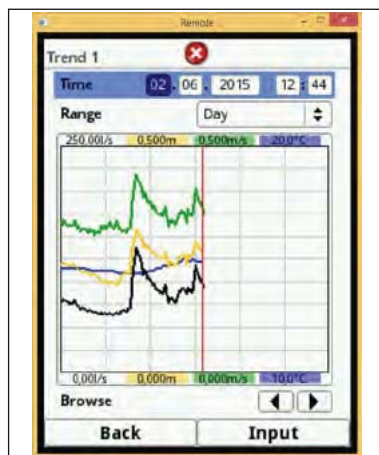 Remote
Trend 1
Time 02 . 06 . 2015 12 : 44
Range Day
250,00l/s 0,500m 0,500m/s 20,0°C
0,00l/s 0,000m 0,000m/s 10,0°C
Browse
Back Input